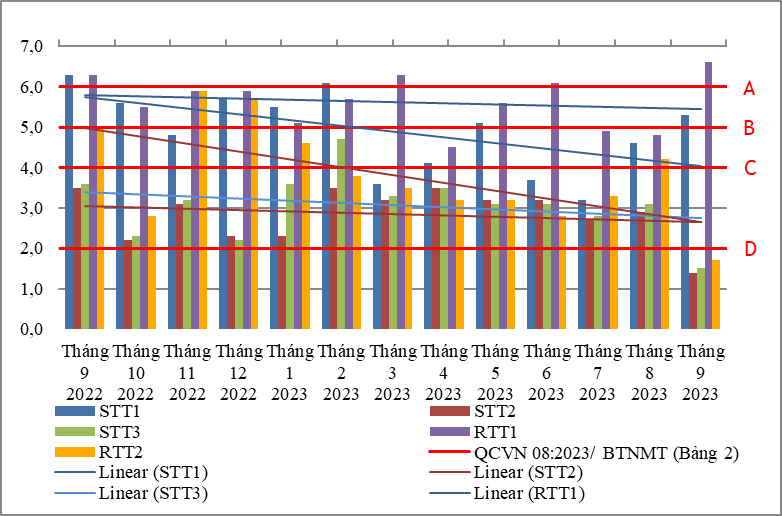 7,0
6,0
5,0
4,0
3,0
2,0
1,0
0,0
A
B
C
D
Tháng 9 2022
Tháng 10 2022
Tháng 11 2022
Tháng 12 2022
Tháng 1 2023
Tháng 2 2023
Tháng 3 2023
Tháng 4 2023
Tháng 5 2023
Tháng 6 2023
Tháng 7 2023
Tháng 8 2023
Tháng 9 2023
STT1
STT2
STT3
RTT1
RTT2
QCVN 08:2023/ BTNMT (Bảng 2)
Linear (STT1)
Linear (STT2)
Linear (STT3)
Linear (RTT1)